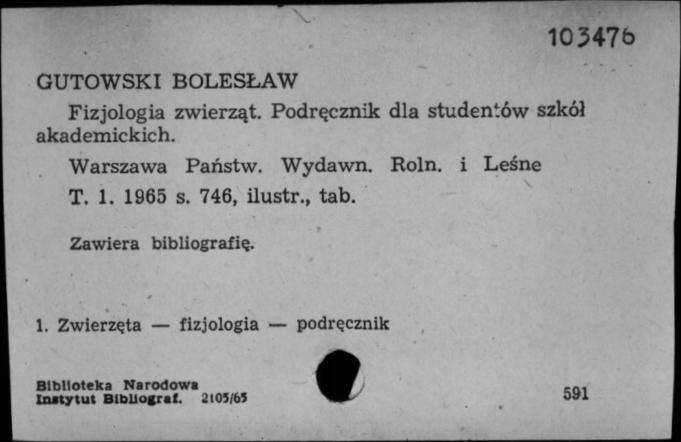 103476
GUTOWSKI BOLESŁAW
Fizjologia zwierząt. Podręcznik dla studentów szkół
akademickich.
Warszawa Państw. Wydawn. Roln. i Leśne
T. 1. 1965 s. 746, ilustr., tab.
Zawiera bibliografię.
1. Zwierzęta — fizjologia — podręcznik
Biblioteka Narodowa
Instytut Bibliograf. 2105/65
591